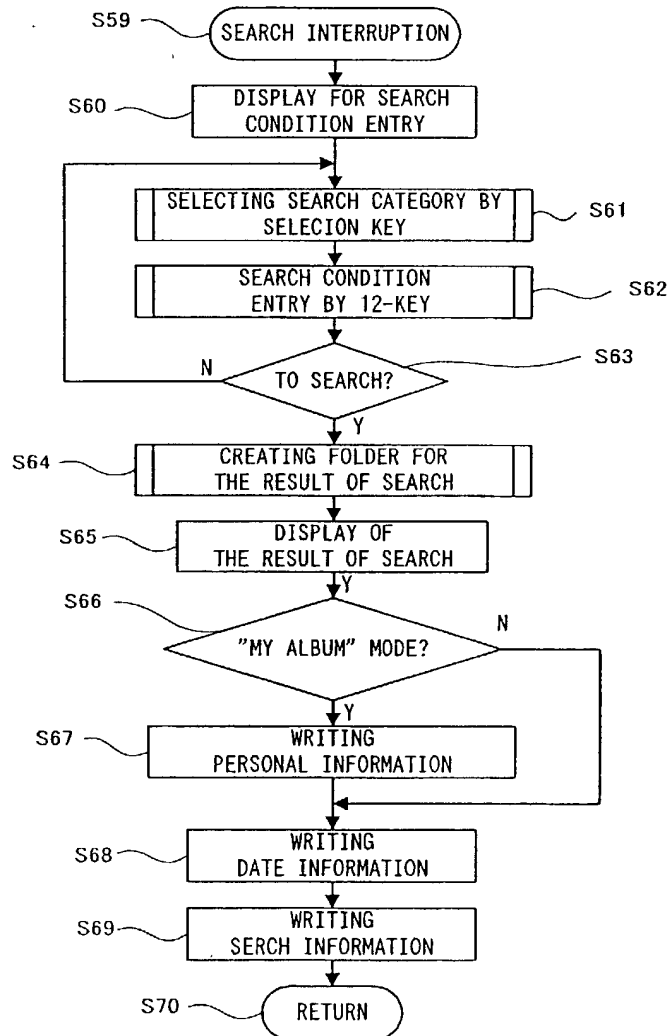 S59
SEARCH INTERRUPTION
S60
DISPLAY FOR SEARCH
CONDITION ENTRY
SELECTING SEARCH CATEGORY BY
SELECION KEY
S61
SEARCH CONDITION
ENTRY BY 12-KEY
S62
N
TO SEARCH?
S63
Y
S64
CREATING FOLDER FOR
THE RESULT OF SEARCH
S65
DISPLAY OF
THE RESULT OF SEARCH
Y
S66
"MY ALBUM" MODE?
N
Y
S67
WRITING
PERSONAL INFORMATION
S68
WRITING
DATE INFORMATION
S69
WRITING
SERCH INFORMATION
S70
RETURN